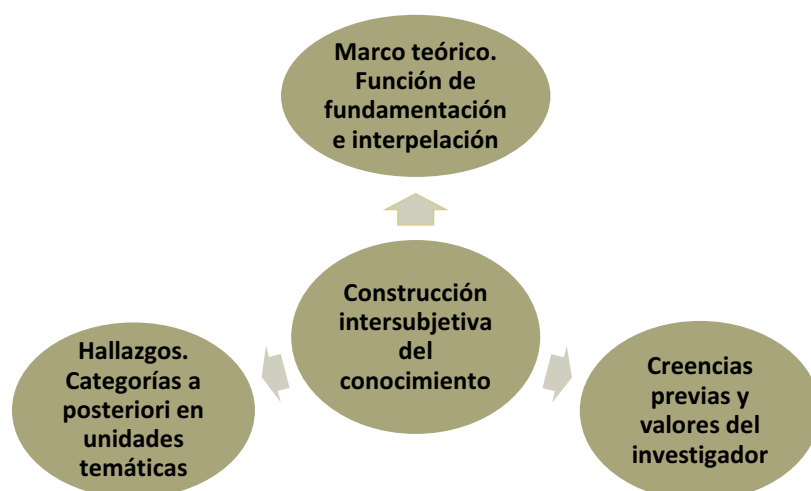 Marco teórico.
Función de
fundamentación
e interpelación
Construcción
intersubjetiva
del
conocimiento
Hallazgos.
Categorías a
posteriori en
unidades
temáticas
Creencias
previas y
valores del
investigador